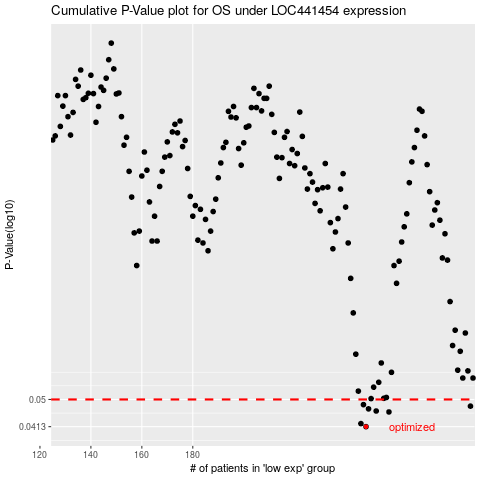 Cumulative P-Value plot for OS under LOC441454 expression
P-Value(log10)
0.05
0.0413
optimized
120 140 160 180
# of patients in 'low exp' group